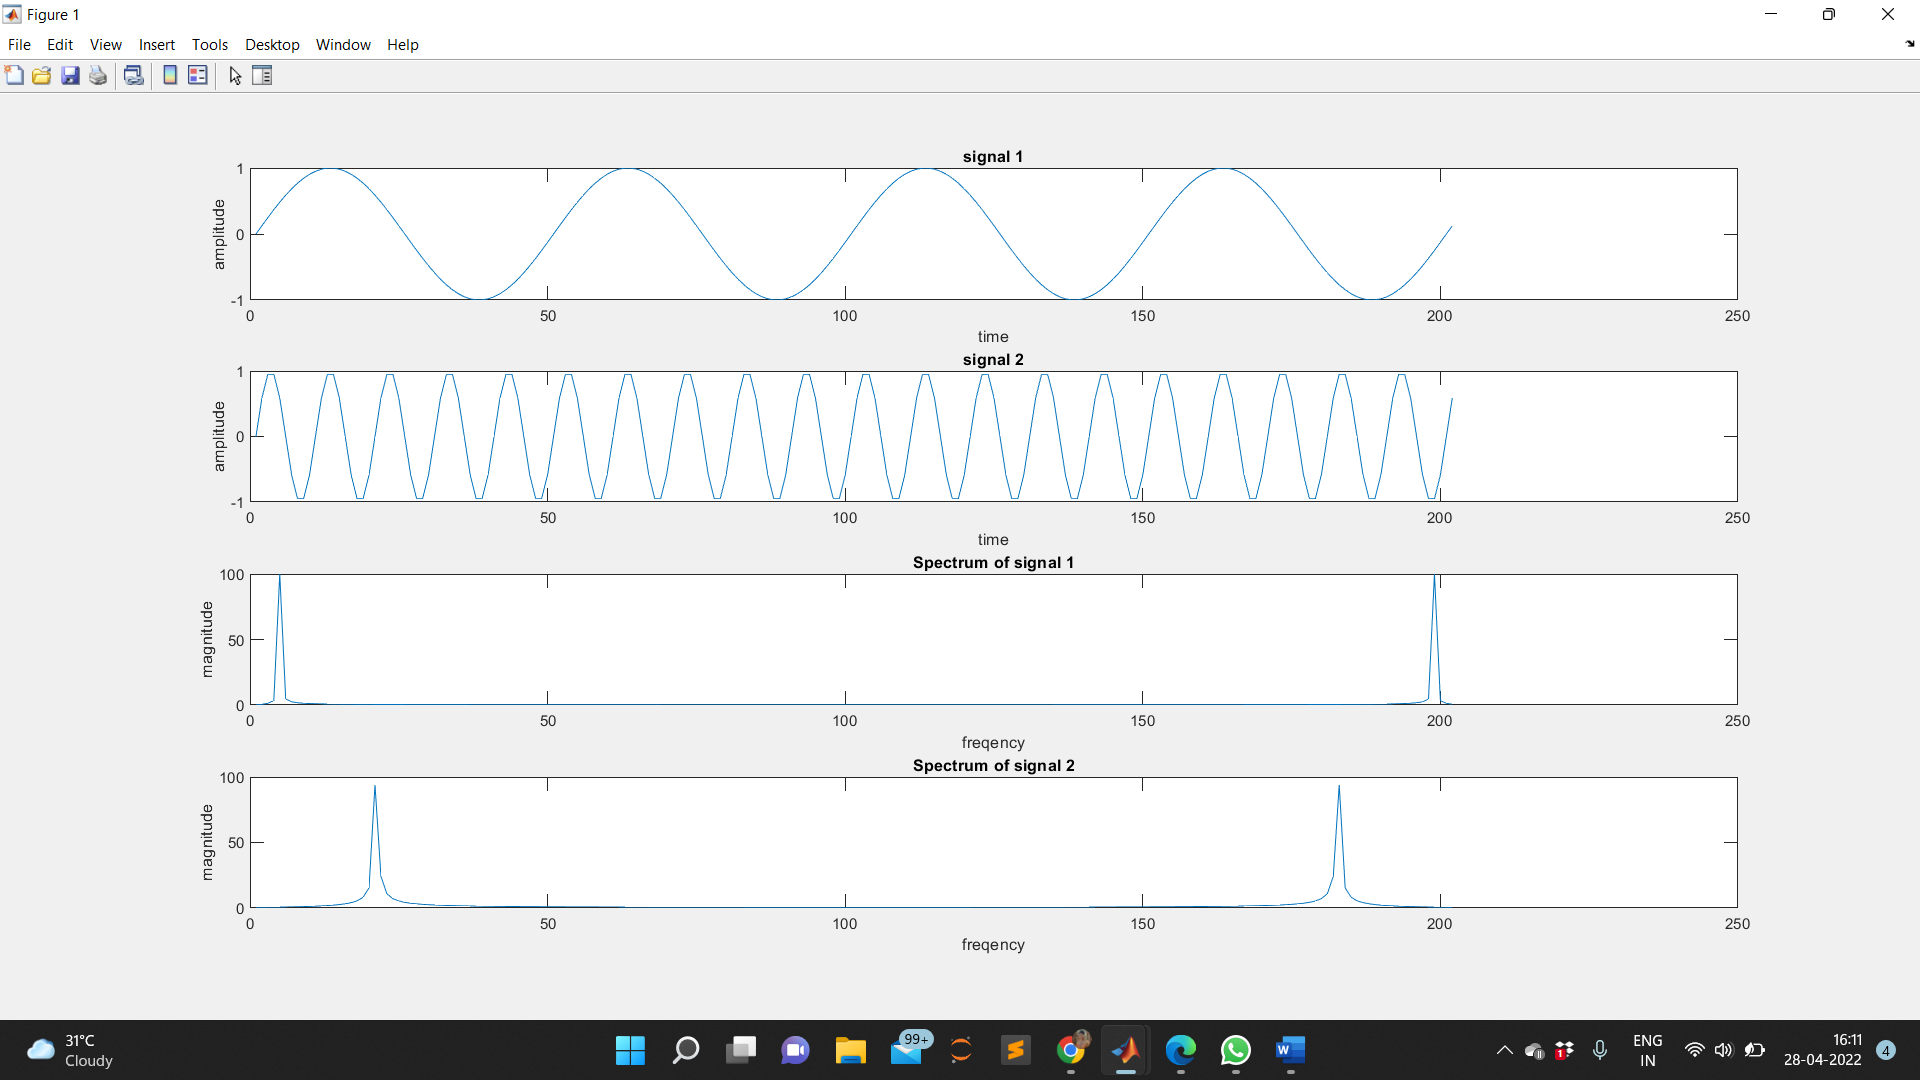 Figure 1
File Edit View Insert Tools Desktop Window Help
signal 1
amplitude
1
0
-1
0 50 100 150 200 250
time
signal 2
amplitude
1
0
-1
0 50 100 150 200 250
time
Spectrum of signal 1
magnitude
100
50
0
0 50 100 150 200 250
freqency
Spectrum of signal 2
magnitude
100
50
0
0 50 100 150 200 250
freqency
31°C
Cloudy
99+
W
1
ENG
IN
16:11
28-04-2022
4